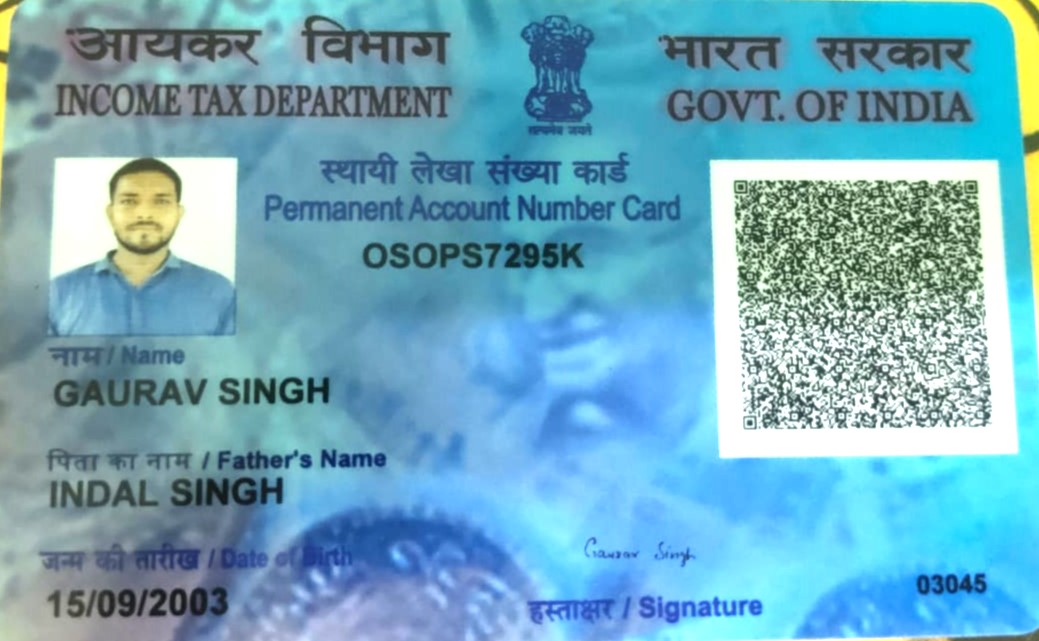 आयकर विभाग
INCOME TAX DEPARTMENT
सत्यमेव जयते
भारत सरकार
GOVT. OF INDIA
स्थायी लेखा संख्या कार्ड
Permanent Account Number Card
OSOPS7295K
नाम / Name
GAURAV SINGH
पिता का नाम / Father's Name
INDAL SINGH
जन्म की तारीख / Date of Birth
15/09/2003
Gaurav Singh
हस्ताक्षर / Signature
03045